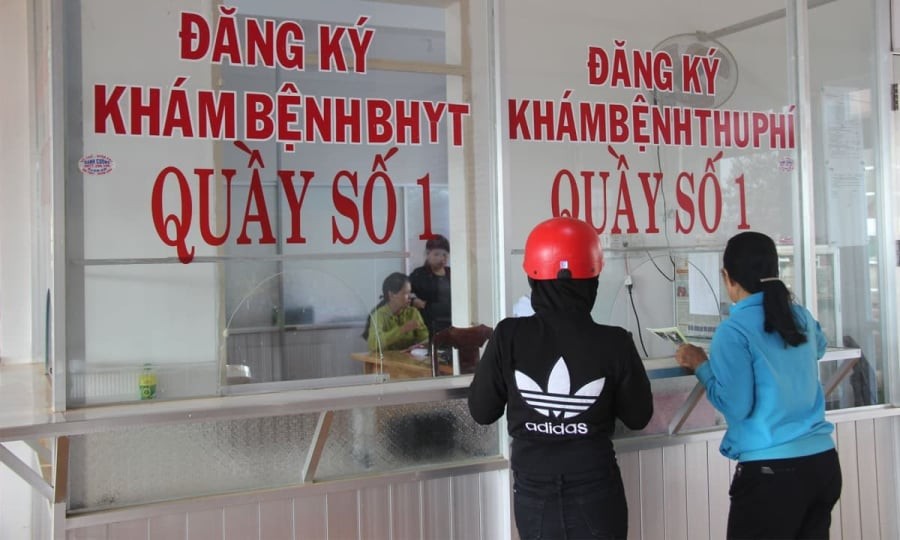 ĐĂNG KÝ
KHÁM BỆNH BHYT
QUẦY SỐ 1
ĐĂNG KÝ
KHÁM BỆNH THU PHÍ
QUẦY SỐ 1
adidas